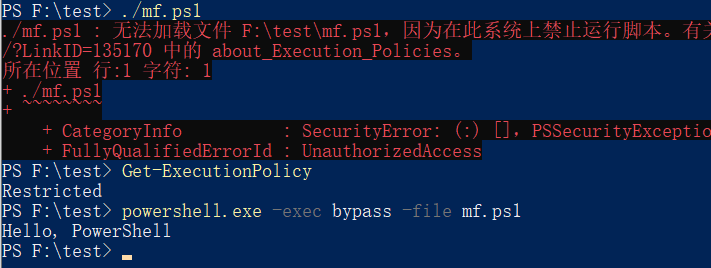 PS F:\test> ./mf.ps1
./mf.ps1 : 无法加载文件 F:\test\mf.ps1，因为在此系统上禁止运行脚本。有关
/?LinkID=135170 中的 about_Execution_Policies。
所在位置 行:1 字符: 1
+ ./mf.ps1
+ ~~~~~~~~
+ CategoryInfo : SecurityError: (:) []，PSSecurityExceptio
+ FullyQualifiedErrorId : UnauthorizedAccess
PS F:\test> Get-ExecutionPolicy
Restricted
PS F:\test> powershell.exe -exec bypass -file mf.ps1
Hello, PowerShell
PS F:\test>